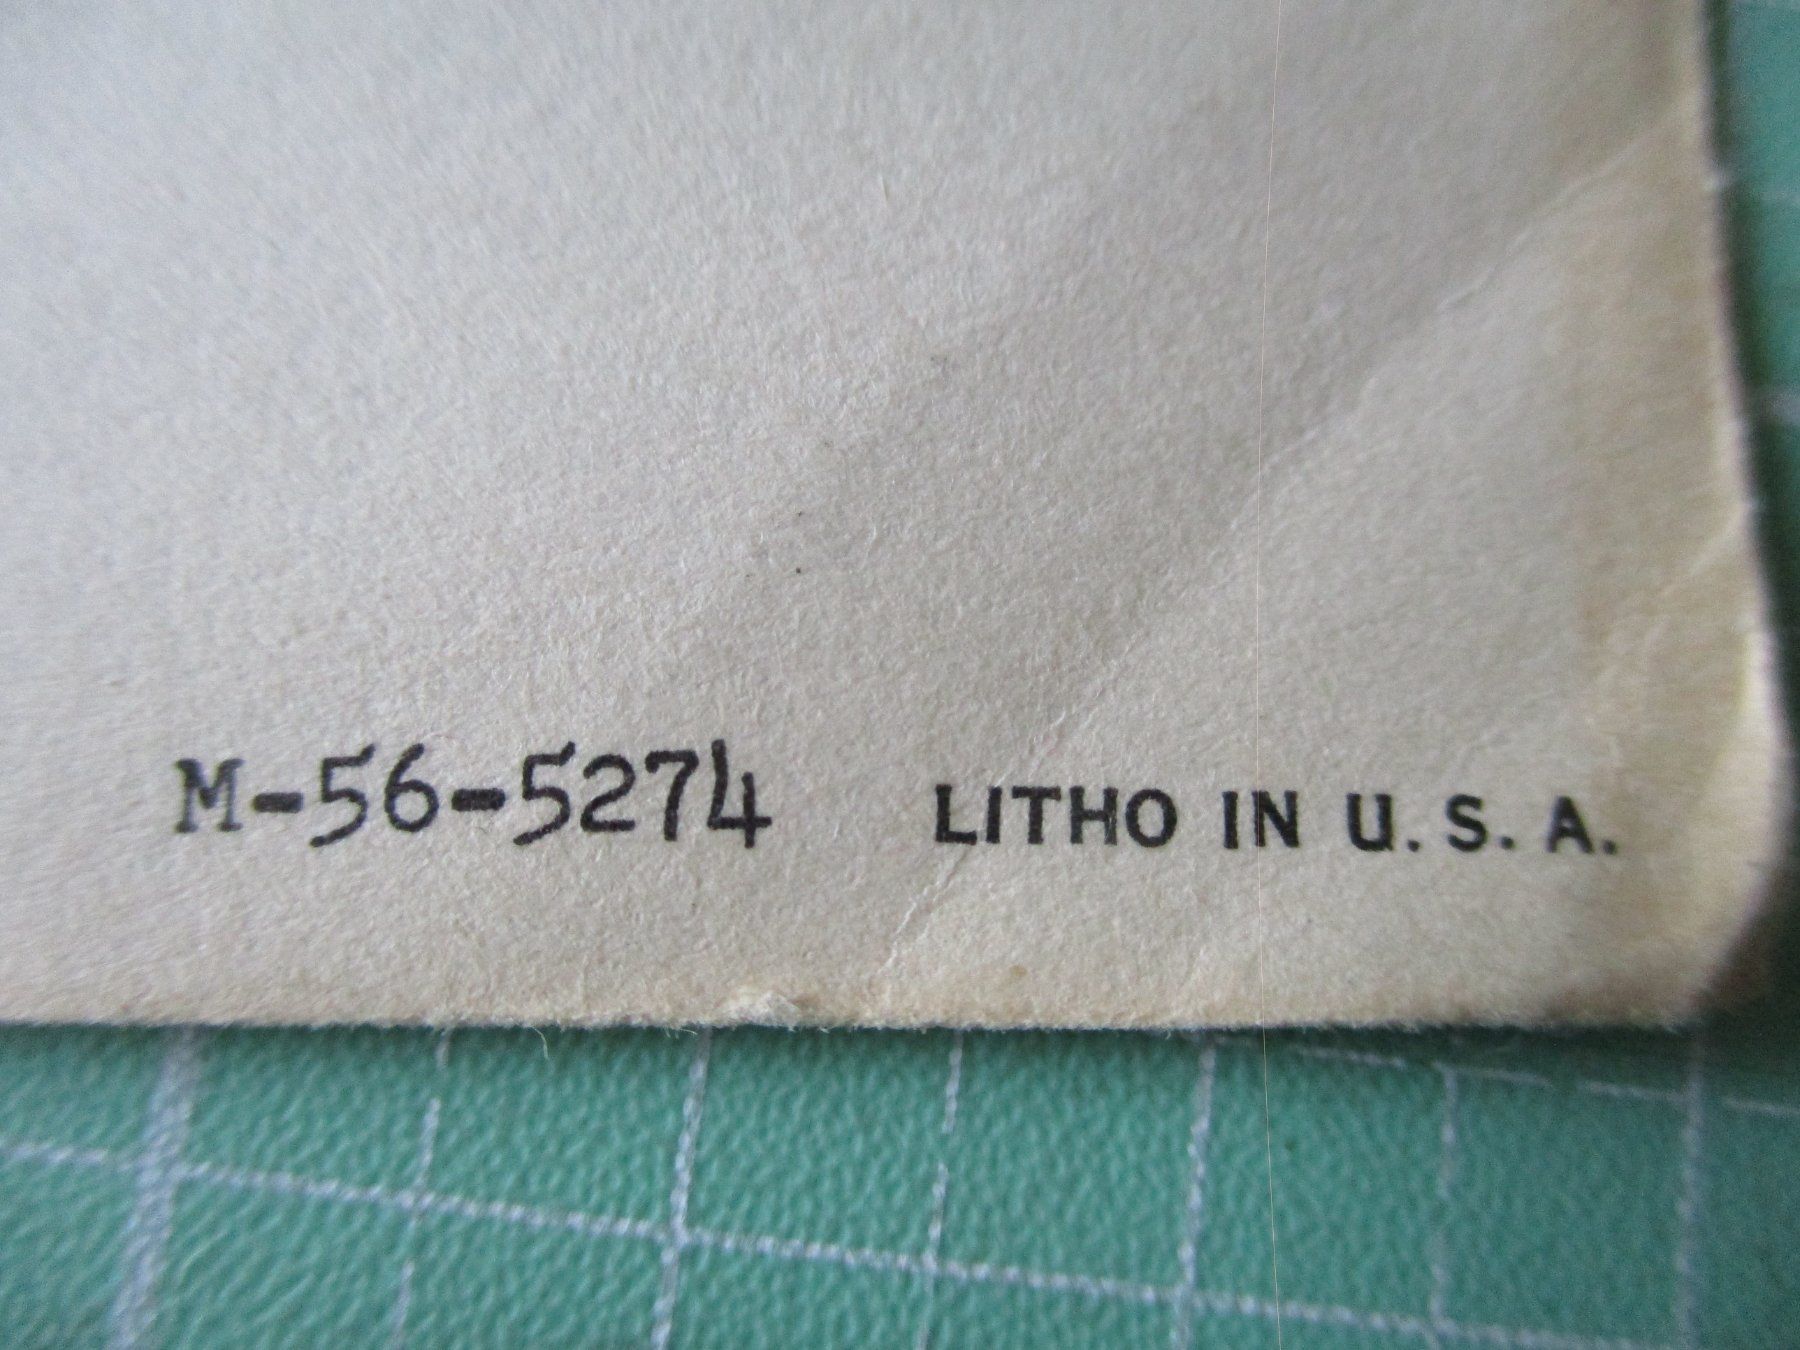 M-56-5274 LITHO IN U. S. A.